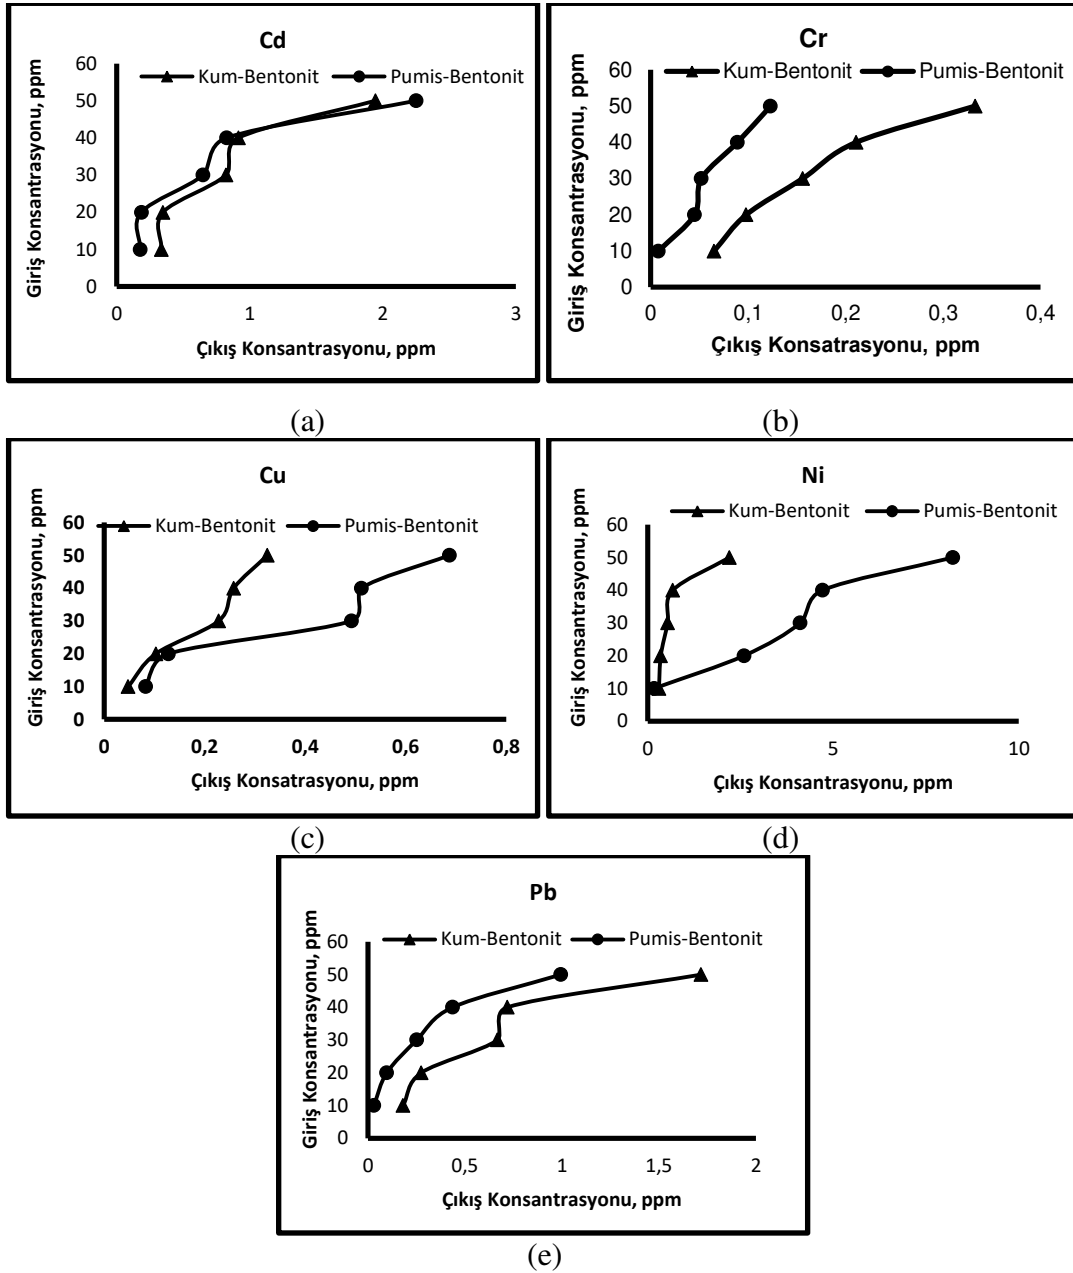 Cd
Kum-Bentonit Pumis-Bentonit
Giriş Konsantrasyonu, ppm
60
50
40
30
20
10
0
0 1 2 3
Çıkış Konsantrasyonu, ppm
(a)
Cr
Kum-Bentonit Pumis-Bentonit
Giriş Konsantrasyonu, ppm
60
50
40
30
20
10
0
0 0,1 0,2 0,3 0,4
Çıkış Konsatrasyonu, ppm
(b)
Cu
Kum-Bentonit Pumis-Bentonit
Giriş Konsantrasyonu, ppm
60
50
40
30
20
10
0
0 0,2 0,4 0,6 0,8
Çıkış Konsatrasyonu, ppm
(c)
Ni
Kum-Bentonit Pumis-Bentonit
Giriş Konsantrasyonu, ppm
60
50
40
30
20
10
0
0 5 10
Çıkış Konsantrasyonu, ppm
(d)
Pb
Kum-Bentonit Pumis-Bentonit
Giriş Konsantrasyonu, ppm
60
50
40
30
20
10
0
0 0,5 1 1,5 2
Çıkış Konsantrasyonu, ppm
(e)